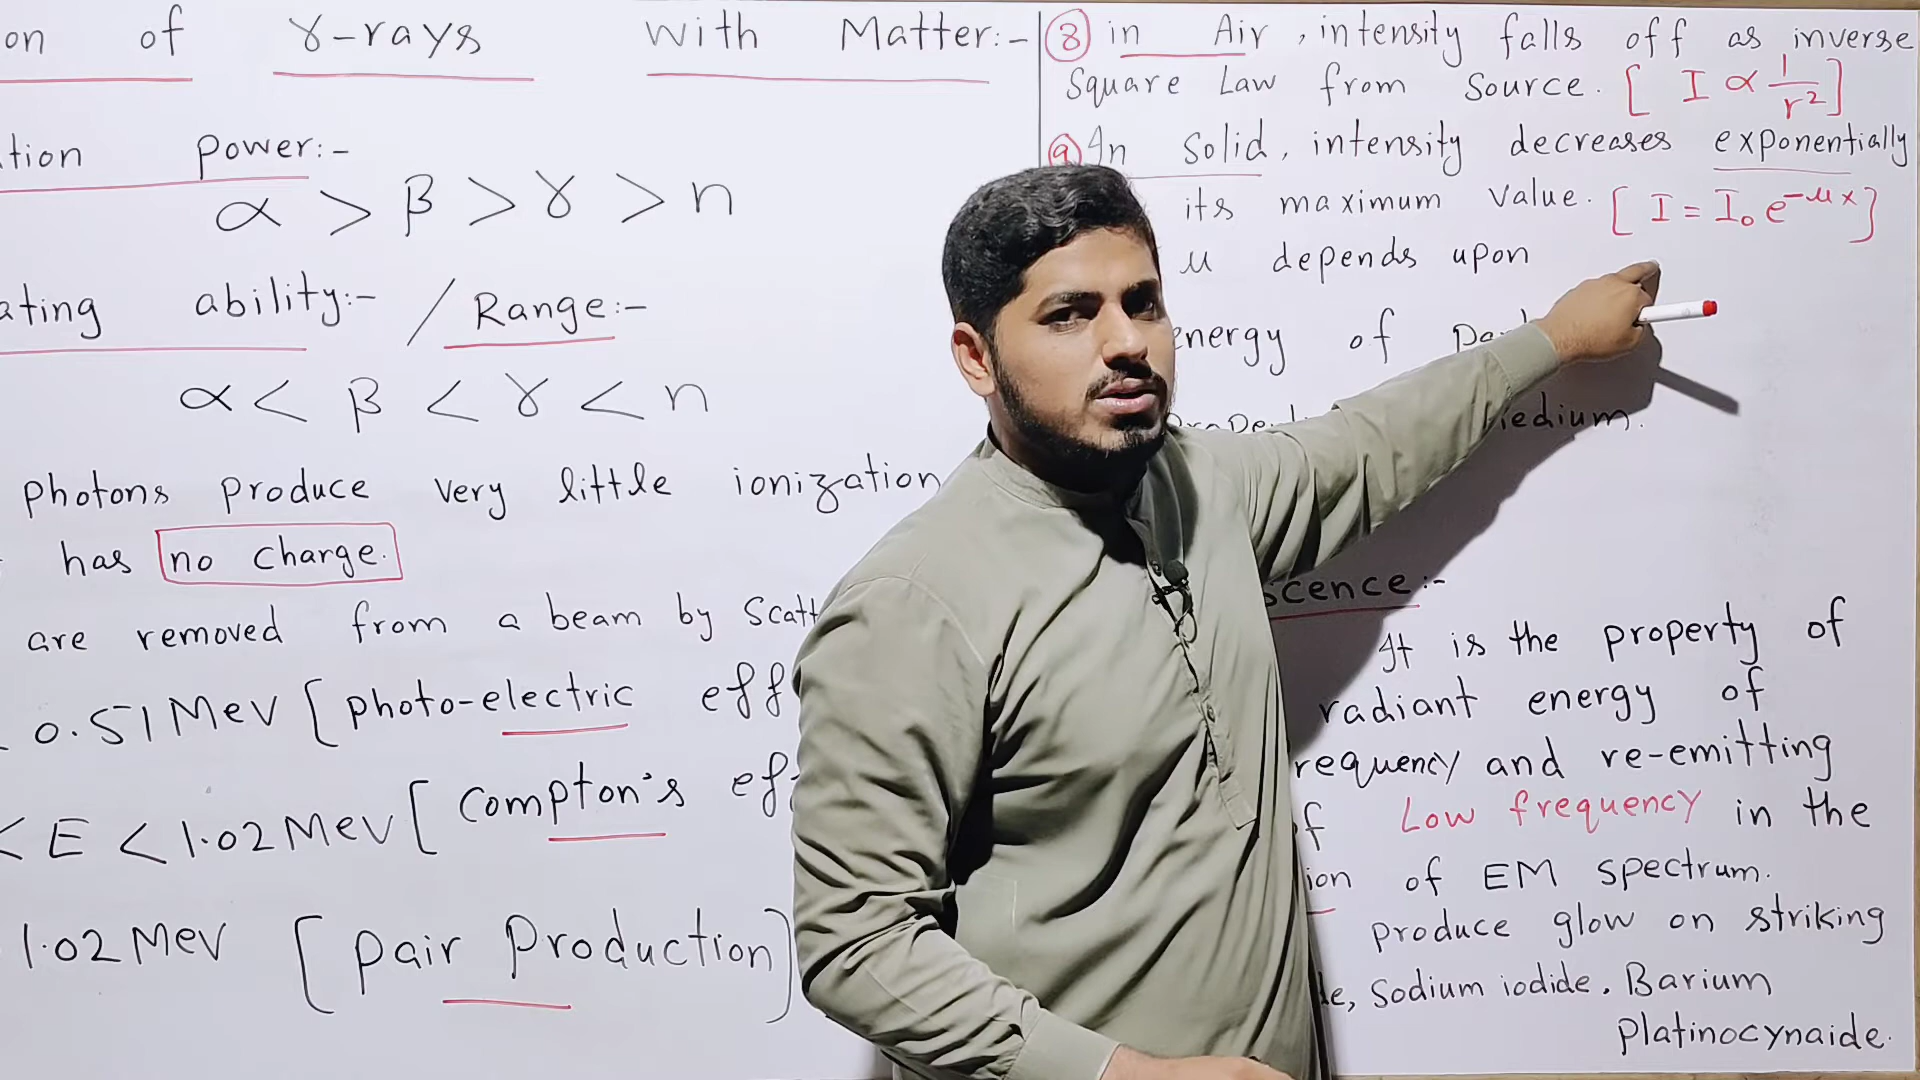 on of γ-rays with Matter:-
tion power:-
α > β > γ > n
ating ability:- / Range:-
α < β < γ < n
photons produce very little ionization
has no charge.
are removed from a beam by Scatt
0.51 MeV [photo-electric eff
< E < 1.02 MeV [Compton's ef
1.02 MeV [pair production]
⑧ in Air, intensity falls off as inverse
Square Law from Source. [I ∝ 1/r²]
⑨ In Solid, intensity decreases exponentially
its maximum value. [I = I₀ e^-μx]
μ depends upon
energy of
medium.
scence:-
It is the property of
radiant energy of
requency and re-emitting
of Low frequency in the
ion of EM spectrum.
produce glow on striking
de, Sodium iodide, Barium
Platinocynaide.